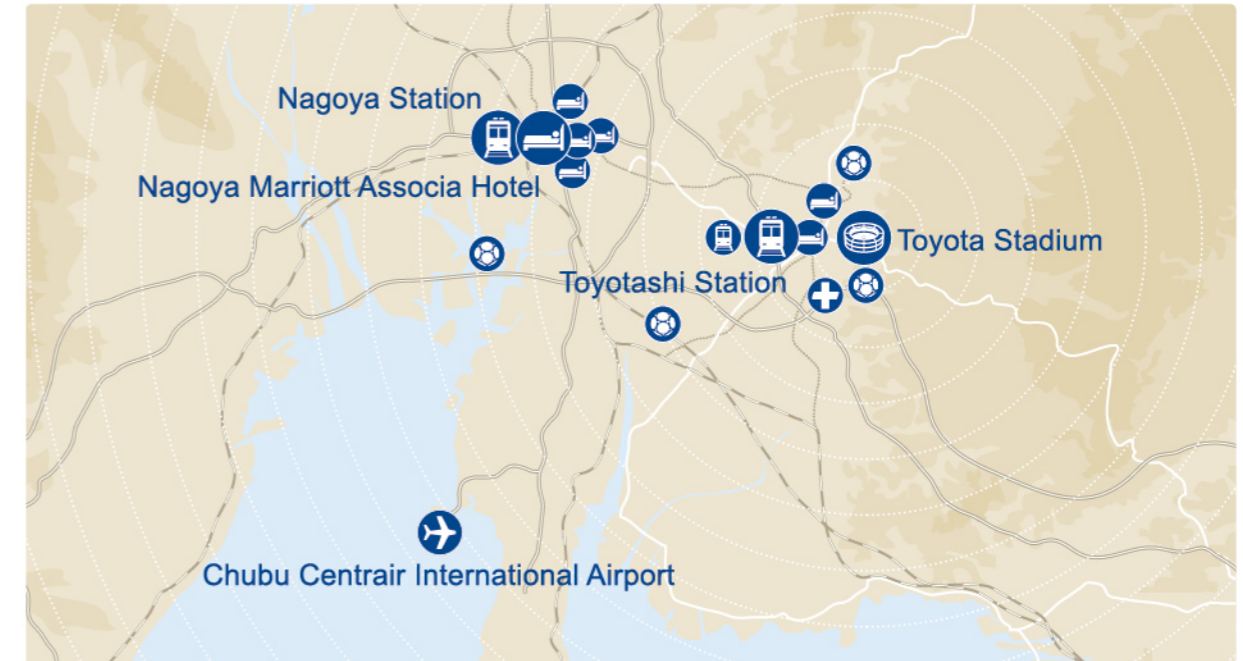 Nagoya Station
Nagoya Marriott Associa Hotel
Toyota Stadium
Toyotashi Station
Chubu Centrair International Airport